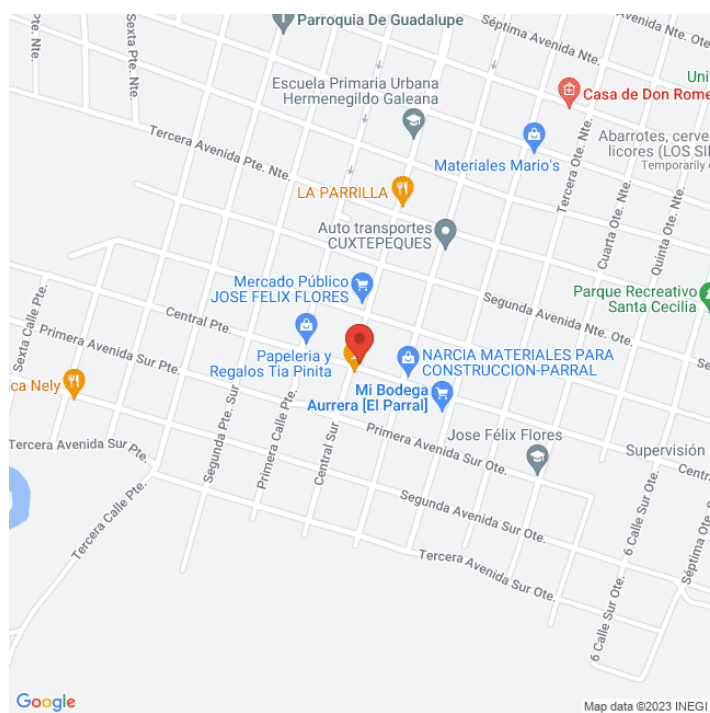 Parroquia De Guadalupe
Séptima Avenida Nte. Ote.
Sexta Pte. Nte.
Escuela Primaria Urbana
Hermenegildo Galeana
Casa de Don Rome
Uni
Abarrotes, cerve
licores (LOS SI
Temporarily
Materiales Mario's
Tercera Avenida Pte. Nte.
Tercera Ote. Nte.
LA PARRILLA
Auto transportes
CUXTEPEQUES
Cuarta Ote. Nte.
Quinta Ote. Nte.
Mercado Público
JOSE FELIX FLORES
Parque Recreativo
Santa Cecilia
Segunda Avenida Nte. Ote.
Sexta Calle Pte.
Central Pte.
Primera Avenida Sur Pte.
Papeleria y
Regalos Tia Pinita
NARCIA MATERIALES PARA
CONSTRUCCION-PARRAL
ica Nely
Mi Bodega
Aurrera [El Parral]
Segunda Pte. Sur
Primera Calle Pte.
Central Sur
Primera Avenida Sur Ote.
Jose Félix Flores
Supervisión
Centra
Tercera Avenida Sur Pte.
Tercera Calle Pte.
Segunda Avenida Sur Ote.
Tercera Avenida Sur Ote.
6 Calle Sur Ote.
6 Calle Sur Ote.
Séptima Ote.
Google
Map data ©2023 INEGI